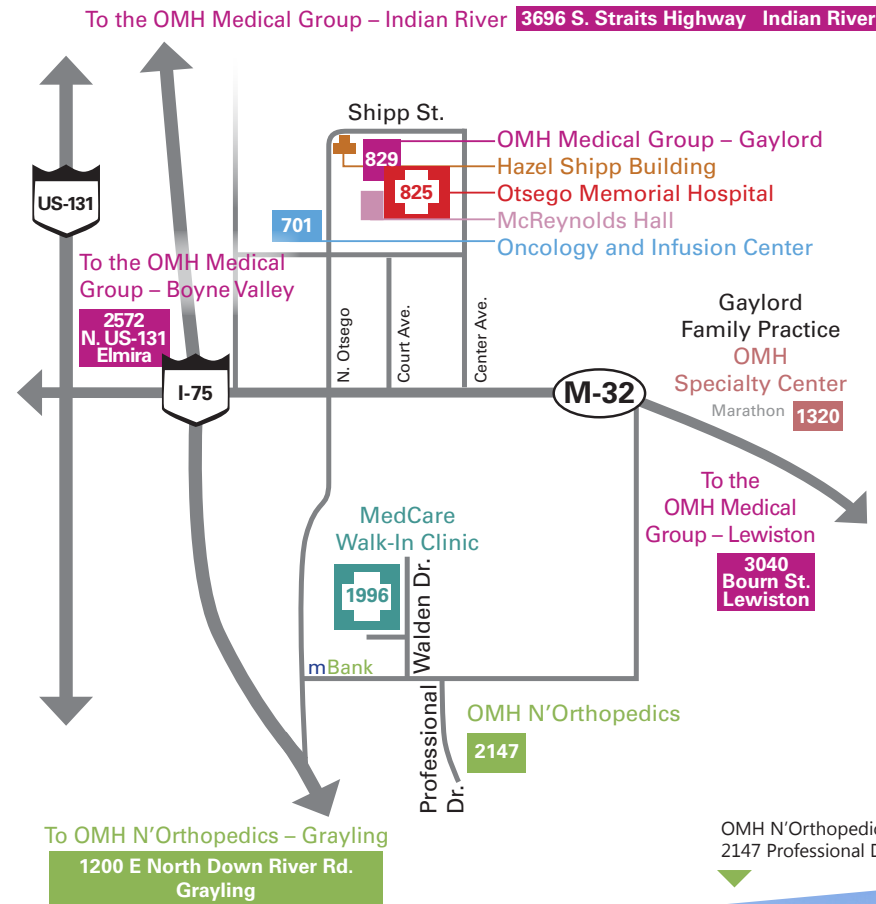 To the OMH Medical Group – Indian River 3696 S. Straits Highway Indian River
Shipp St.
US-131
829
825
701
OMH Medical Group – Gaylord
Hazel Shipp Building
Otsego Memorial Hospital
McReynolds Hall
Oncology and Infusion Center
To the OMH Medical
Group – Boyne Valley
2572
N. US-131
Elmira
I-75
N. Otsego
Court Ave.
Center Ave.
M-32
Gaylord
Family Practice
OMH
Specialty Center
Marathon 1320
To the
OMH Medical
Group – Lewiston
3040
Bourn St.
Lewiston
MedCare
Walk-In Clinic
1996
Walden Dr.
mBank
Professional
Dr.
OMH N'Orthopedics
2147
To OMH N'Orthopedics – Grayling
1200 E North Down River Rd.
Grayling
OMH N'Orthopedic
2147 Professional D